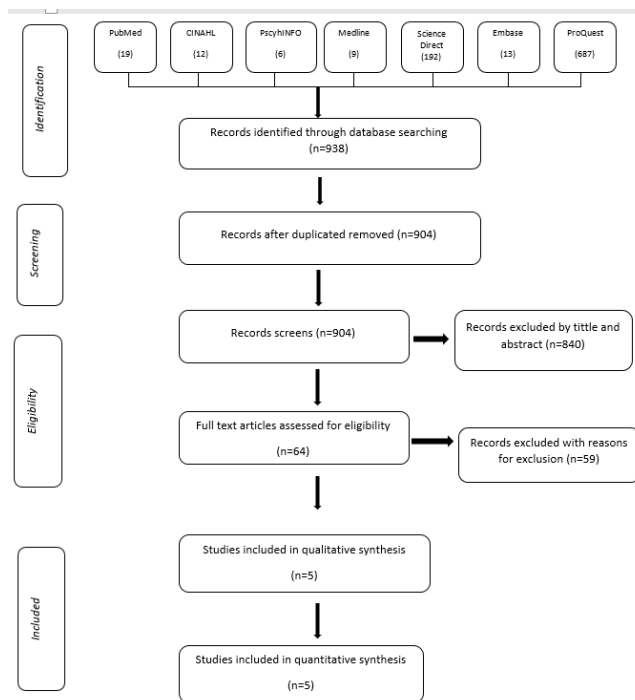 PubMed
(19)
CINAHL
(12)
PscyhINFO
(6)
Medline
(9)
Science
Direct
(192)
Embase
(13)
ProQuest
(687)
Identification
Records identified through database searching
(n=938)
Screening
Records after duplicated removed (n=904)
Records screens (n=904)
Records excluded by tittle and
abstract (n=840)
Eligibility
Full text articles assessed for eligibility
(n=64)
Records excluded with reasons
for exclusion (n=59)
Studies included in qualitative synthesis
(n=5)
Included
Studies included in quantitative synthesis
(n=5)